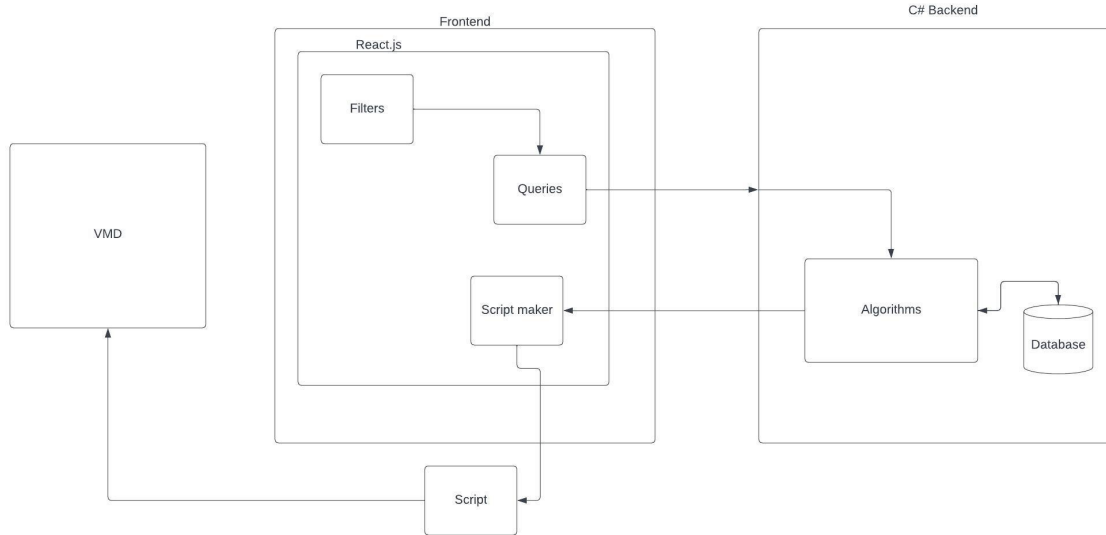 C# Backend
Frontend
React.js
Filters
Queries
VMD
Script maker
Algorithms
Database
Script